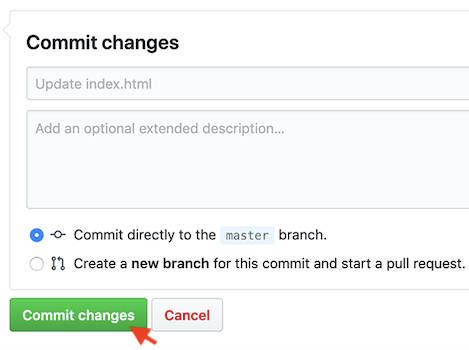 Commit changes
Update index.html
Add an optional extended description...
Commit directly to the master branch.
Create a new branch for this commit and start a pull request.
Commit changes Cancel